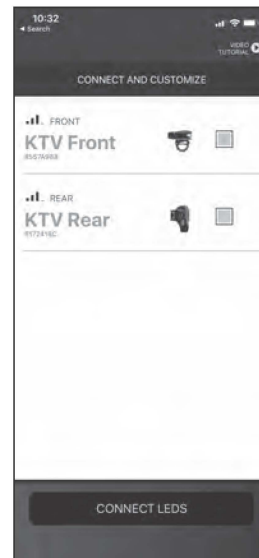 10:32
◄ Search
VIDEO
TUTORIAL
CONNECT AND CUSTOMIZE
FRONT
KTV Front
REAR
KTV Rear
CONNECT LEDS